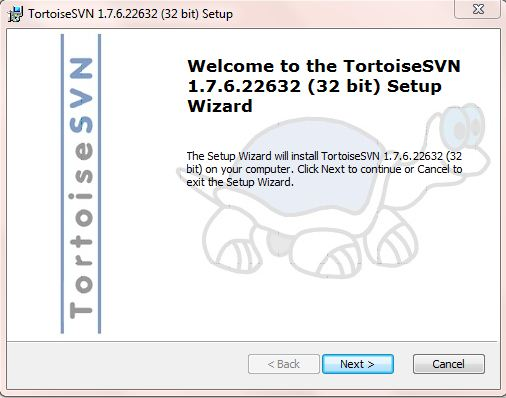 TortoiseSVN 1.7.6.22632 (32 bit) Setup
TortoiseSVN
Welcome to the TortoiseSVN
1.7.6.22632 (32 bit) Setup
Wizard
The Setup Wizard will install TortoiseSVN 1.7.6.22632 (32
bit) on your computer. Click Next to continue or Cancel to
exit the Setup Wizard.
< Back
Next >
Cancel